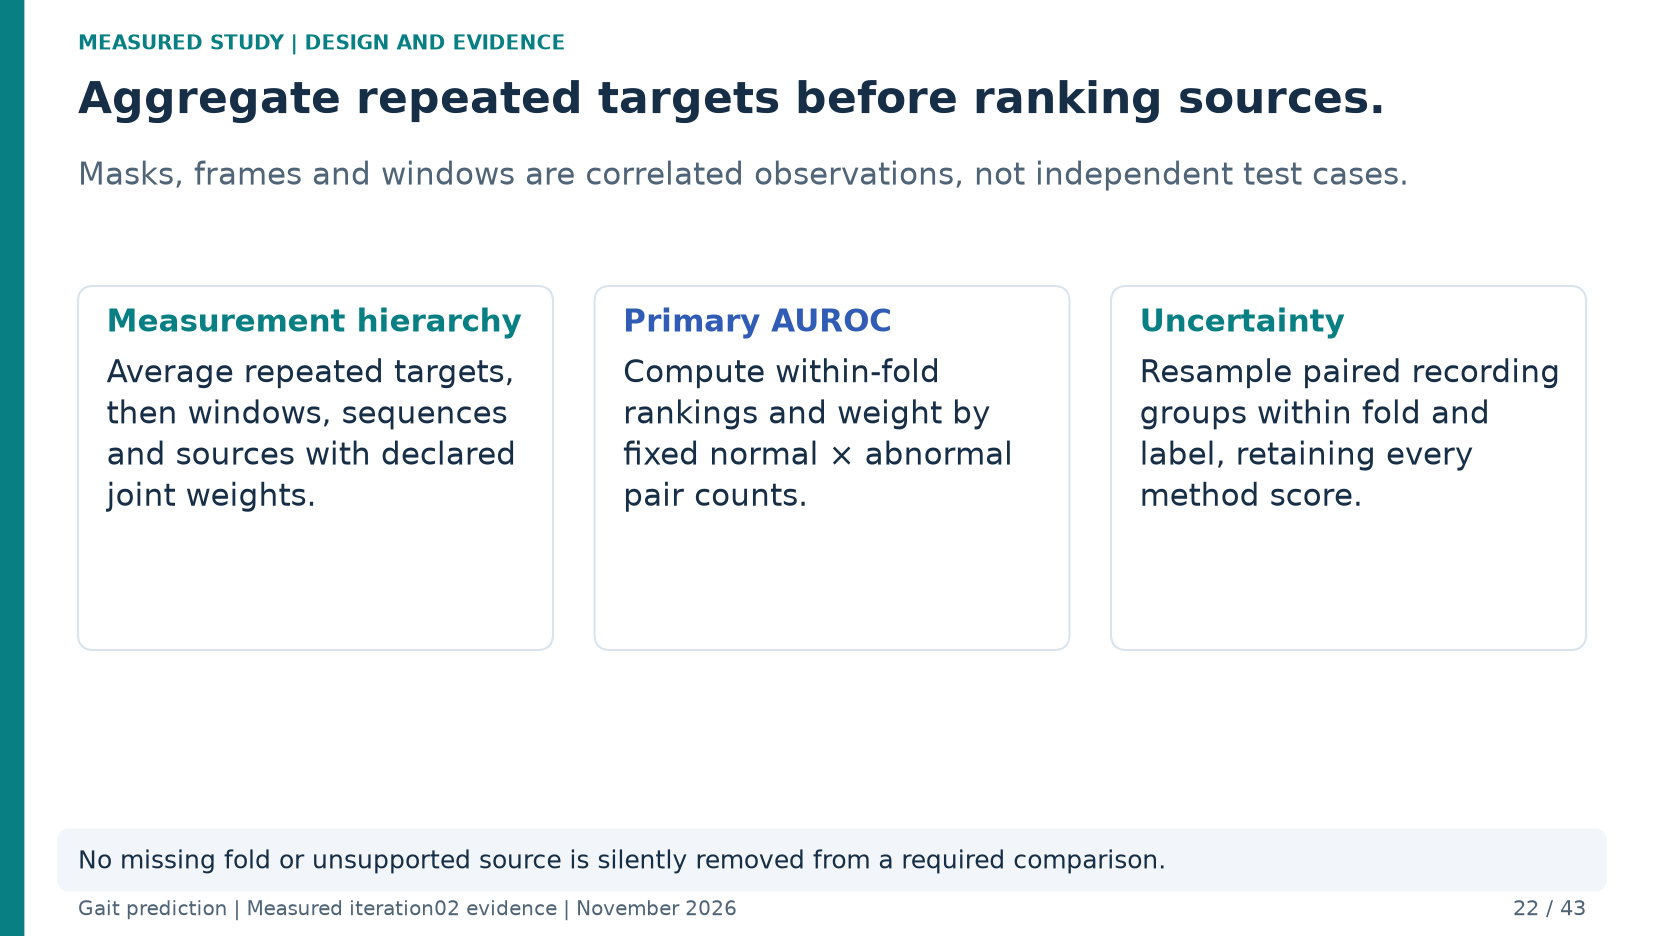 MEASURED STUDY | DESIGN AND EVIDENCE
Aggregate repeated targets before ranking sources.
Masks, frames and windows are correlated observations, not independent test cases.
Measurement hierarchy
Average repeated targets,
then windows, sequences
and sources with declared
joint weights.
Primary AUROC
Compute within-fold
rankings and weight by
fixed normal × abnormal
pair counts.
Uncertainty
Resample paired recording
groups within fold and
label, retaining every
method score.
No missing fold or unsupported source is silently removed from a required comparison.
Gait prediction | Measured iteration02 evidence | November 2026
22 / 43